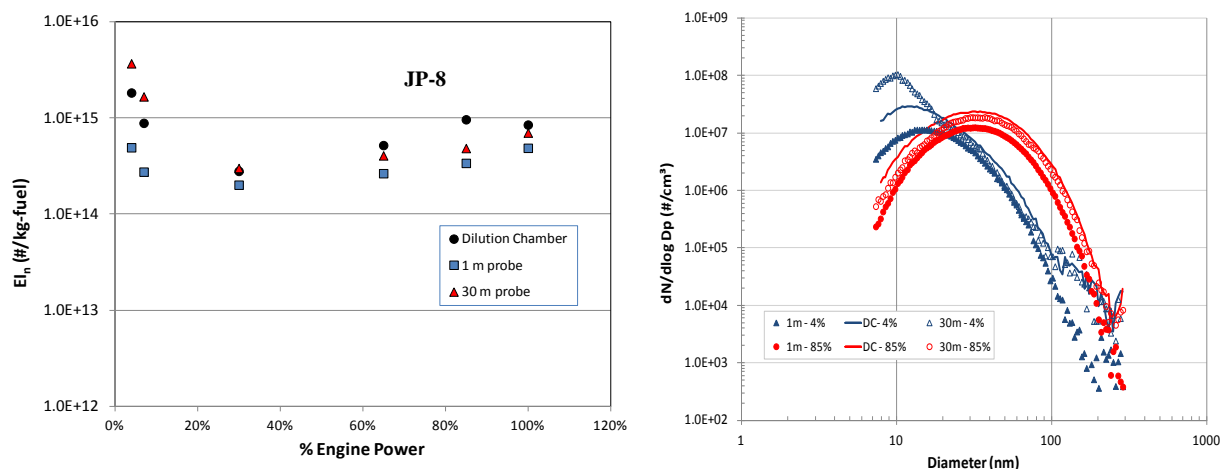 1.0E+16
1.0E+15
1.0E+14
1.0E+13
1.0E+12
EIn (#/kg-fuel)
JP-8
Dilution Chamber
1 m probe
30 m probe
0% 20% 40% 60% 80% 100% 120%
% Engine Power
1.0E+09
1.0E+08
1.0E+07
1.0E+06
1.0E+05
1.0E+04
1.0E+03
1.0E+02
dN/dlog Dp (#/cm³)
1m - 4% DC- 4% 30m - 4%
1m - 85% DC - 85% 30m - 85%
1 10 100 1000
Diameter (nm)